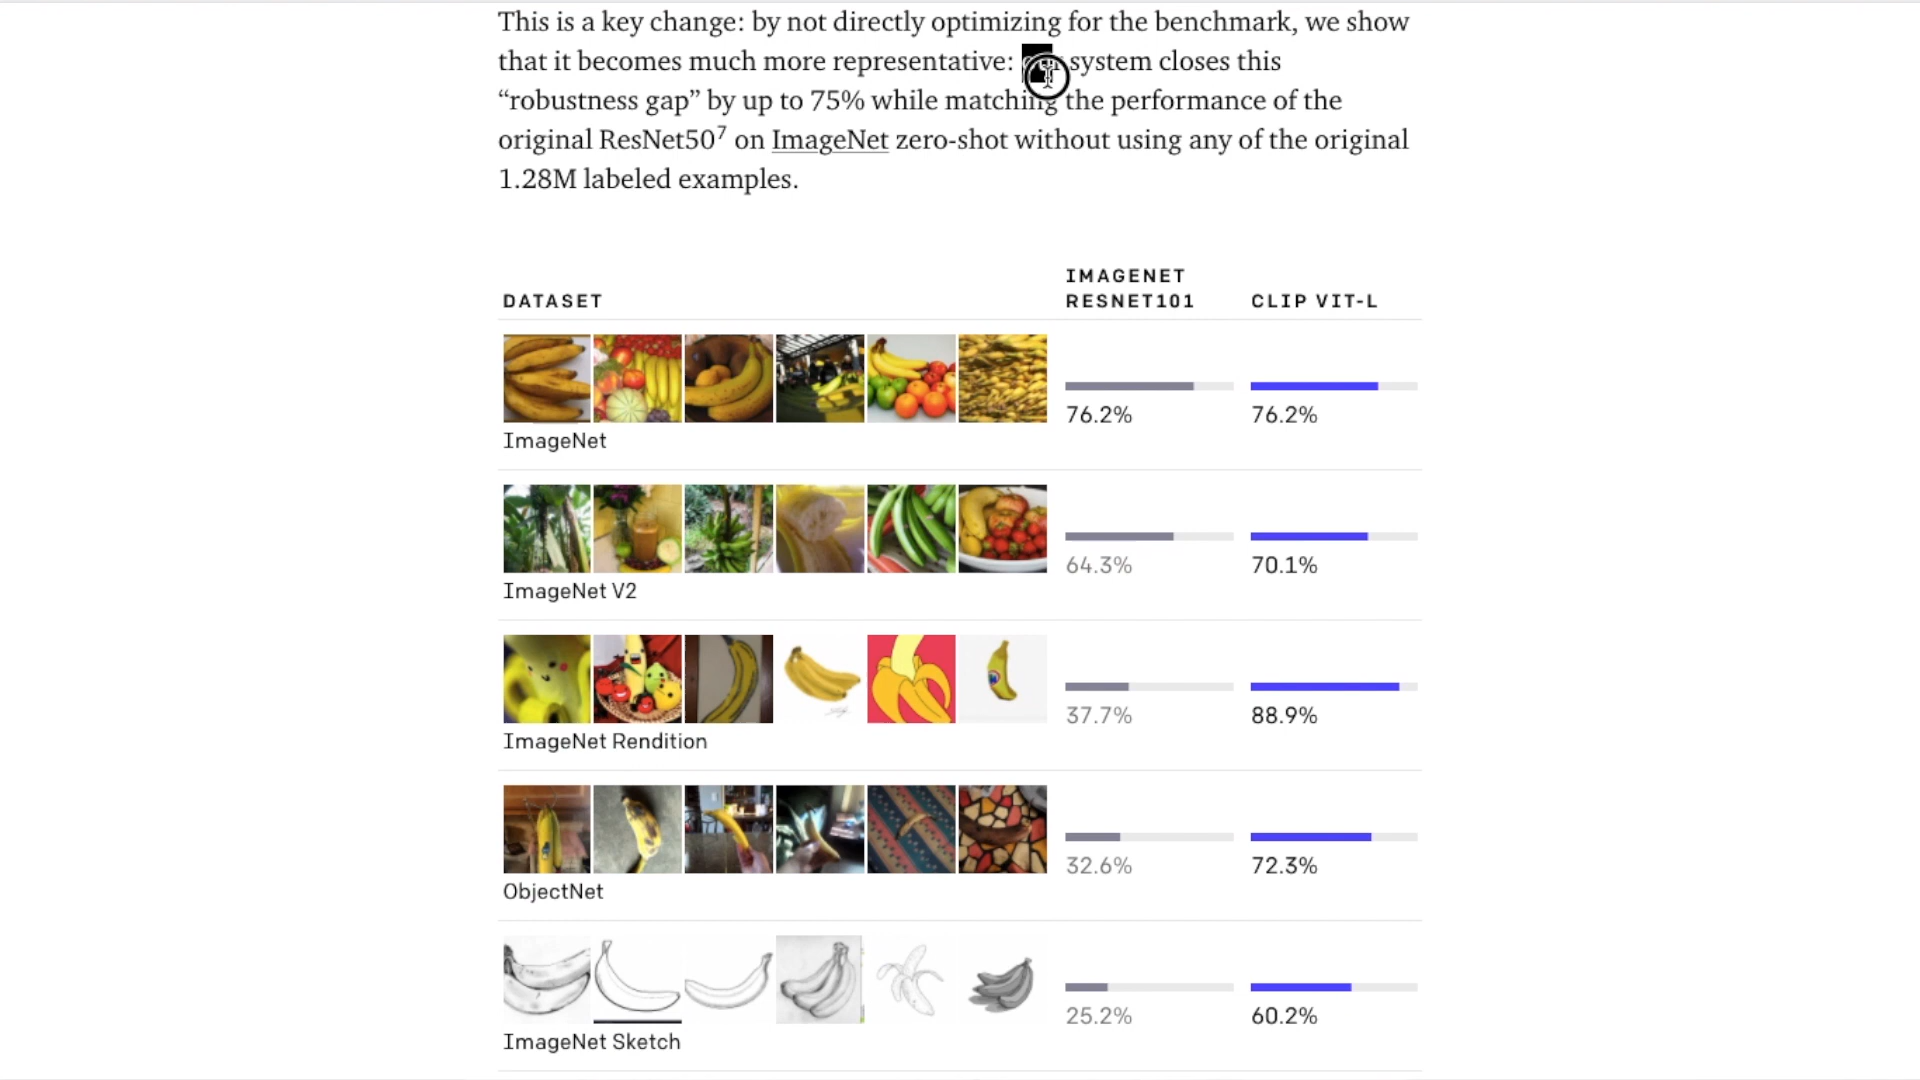 This is a key change: by not directly optimizing for the benchmark, we show
that it becomes much more representative: our system closes this
“robustness gap” by up to 75% while matching the performance of the
original ResNet50⁷ on ImageNet zero-shot without using any of the original
1.28M labeled examples.
DATASET
IMAGENET
RESNET101
CLIP VIT-L
ImageNet
76.2%
76.2%
ImageNet V2
64.3%
70.1%
ImageNet Rendition
37.7%
88.9%
ObjectNet
32.6%
72.3%
ImageNet Sketch
25.2%
60.2%